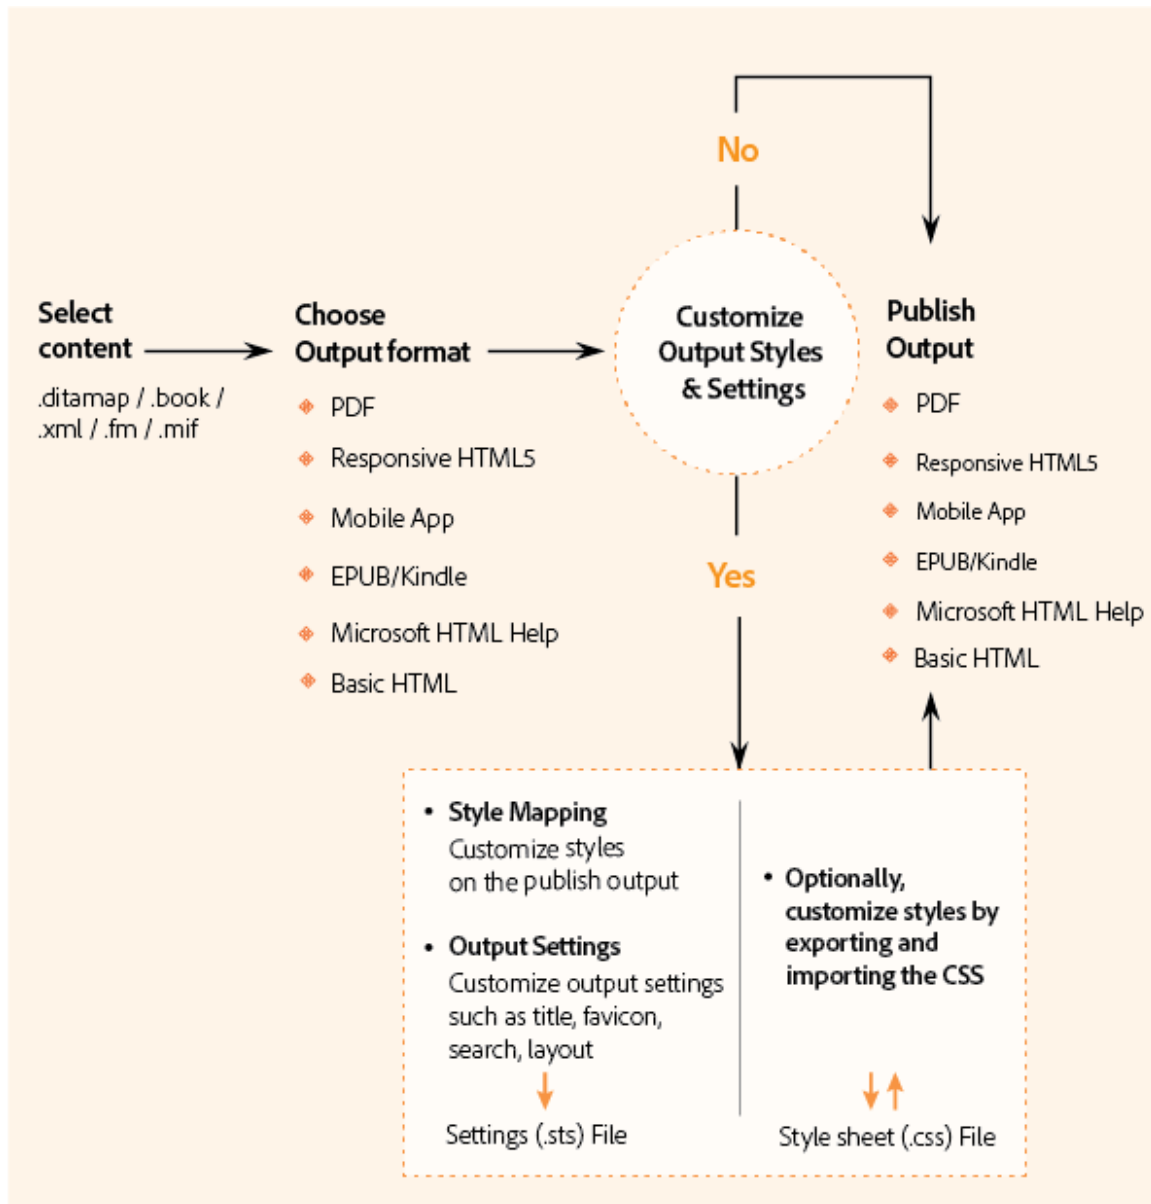 No
Select
content
.ditamap / .book /
.xml / .fm / .mif
Choose
Output format
PDF
Responsive HTML5
Mobile App
EPUB/Kindle
Microsoft HTML Help
Basic HTML
Customize
Output Styles
& Settings
Yes
Publish
Output
PDF
Responsive HTML5
Mobile App
EPUB/Kindle
Microsoft HTML Help
Basic HTML
• Style Mapping
Customize styles
on the publish output
• Output Settings
Customize output settings
such as title, favicon,
search, layout
Settings (.sts) File
• Optionally,
customize styles by
exporting and
importing the CSS
Style sheet (.css) File